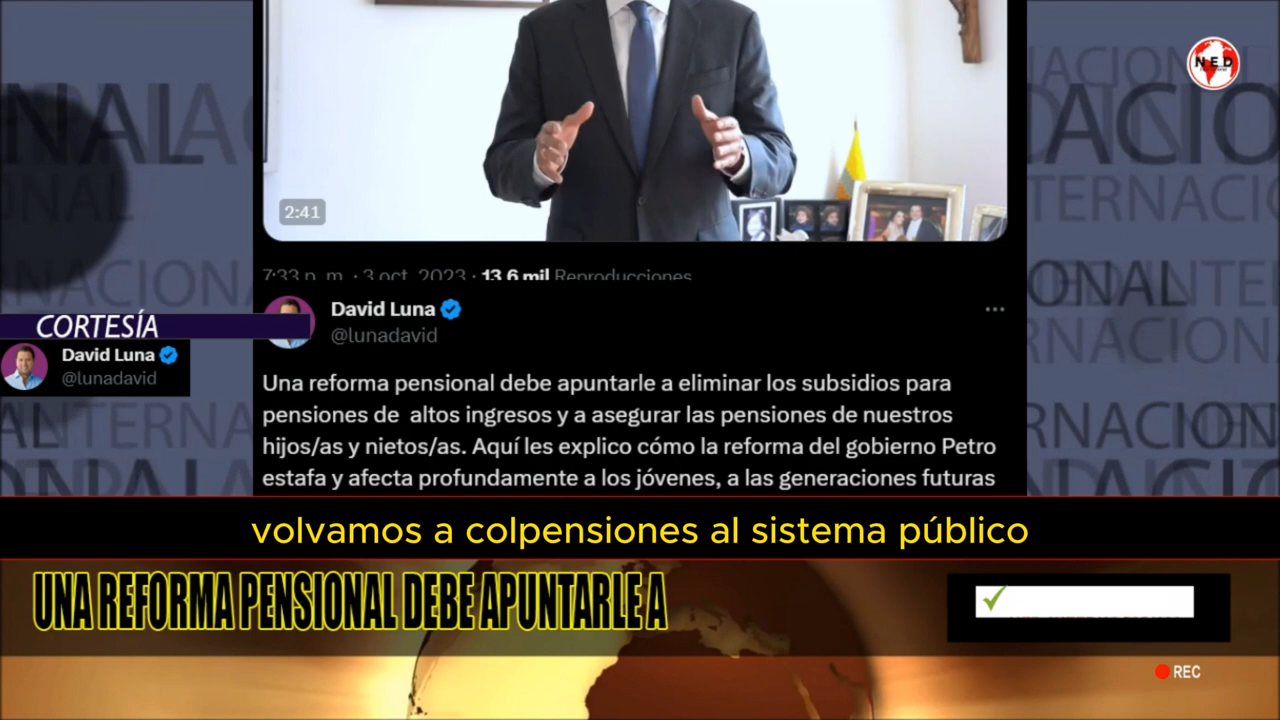 NED
2:41
7:33 p. m. · 3 oct. 2023 · 13,6 mil Reproducciones
David Luna
@lunadavid
CORTESÍA
David Luna
@lunadavid
Una reforma pensional debe apuntarle a eliminar los subsidios para
pensiones de altos ingresos y a asegurar las pensiones de nuestros
hijos/as y nietos/as. Aquí les explico cómo la reforma del gobierno Petro
estafa y afecta profundamente a los jóvenes, a las generaciones futuras
volvamos a colpensiones al sistema público
UNA REFORMA PENSIONAL DEBE APUNTARLE A
REC